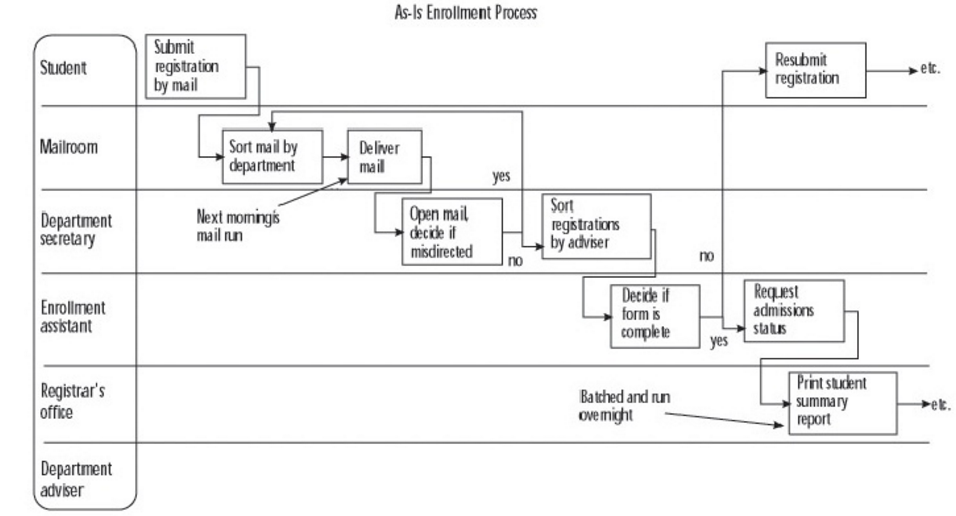 As-Is Enrollment Process
Student
Submit
registration
by mail
Resubmit
registration
etc.
Mailroom
Sort mail by
department
Deliver
mail
yes
Next morning's
mail run
Department
secretary
Open mail,
decide if
misdirected
no
Sort
registrations
by adviser
no
Enrollment
assistant
Decide if
form is
complete
yes
Request
admissions
status
Registrar's
office
Batched and run
overnight
Print student
summary
report
etc.
Department
adviser